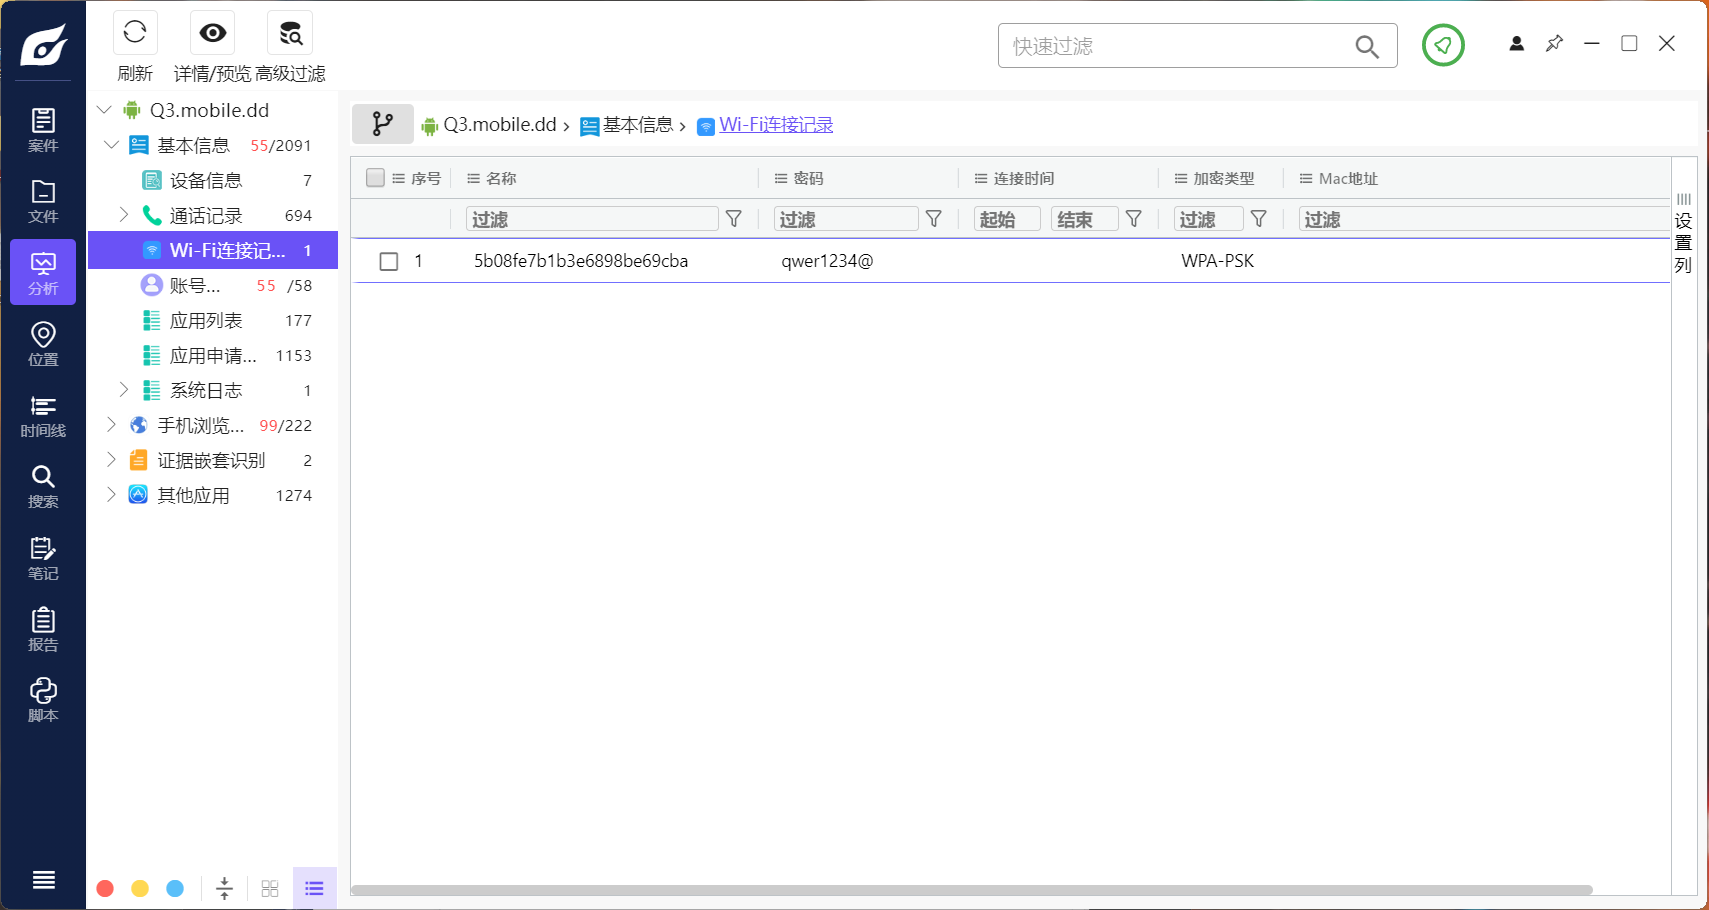 刷新
详情/预览
高级过滤
快速过滤
案件
文件
分析
位置
时间线
搜索
笔记
报告
脚本
Q3.mobile.dd
基本信息 55/2091
设备信息 7
通话记录 694
Wi-Fi连接记... 1
账号... 55 /58
应用列表 177
应用申请... 1153
系统日志 1
手机浏览... 99/222
证据嵌套识别 2
其他应用 1274
Q3.mobile.dd › 基本信息 › Wi-Fi连接记录
序号 名称 密码 连接时间 加密类型 Mac地址
过滤 过滤 起始 结束 过滤 过滤
1 5b08fe7b1b3e6898be69cba qwer1234@ WPA-PSK
设置列